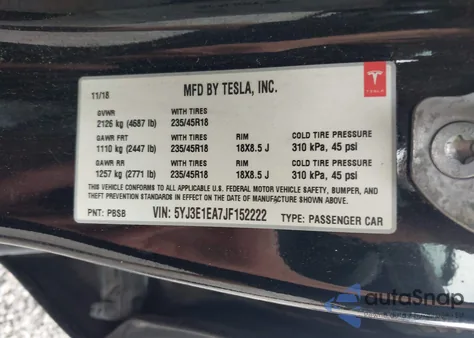 11/18 MFD BY TESLA, INC. TESLA
GVWR WITH TIRES
2126 kg (4687 lb) 235/45R18
GAWR FRT WITH TIRES RIM COLD TIRE PRESSURE
1110 kg (2447 lb) 235/45R18 18X8.5 J 310 kPa, 45 psi
GAWR RR WITH TIRES RIM COLD TIRE PRESSURE
1257 kg (2771 lb) 235/45R18 18X8.5 J 310 kPa, 45 psi
THIS VEHICLE CONFORMS TO ALL APPLICABLE U.S. FEDERAL MOTOR VEHICLE SAFETY, BUMPER, AND
THEFT PREVENTION STANDARDS IN EFFECT ON THE DATE OF MANUFACTURE SHOWN ABOVE.
PNT: PBSB VIN: 5YJ3E1EA7JF152222 TYPE: PASSENGER CAR
autoSnap